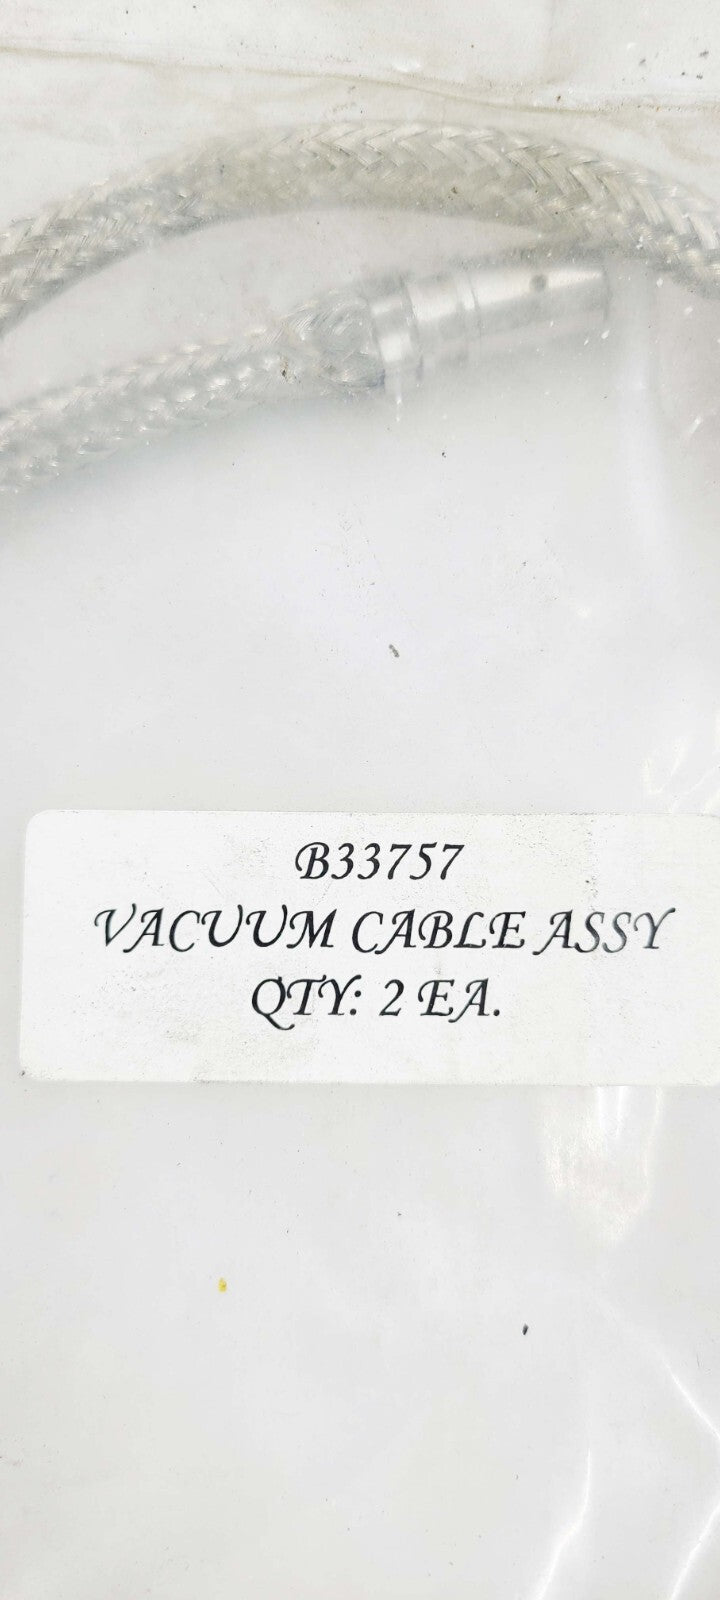 B33757
VACUUM CABLE ASSY
QTY: 2 EA.